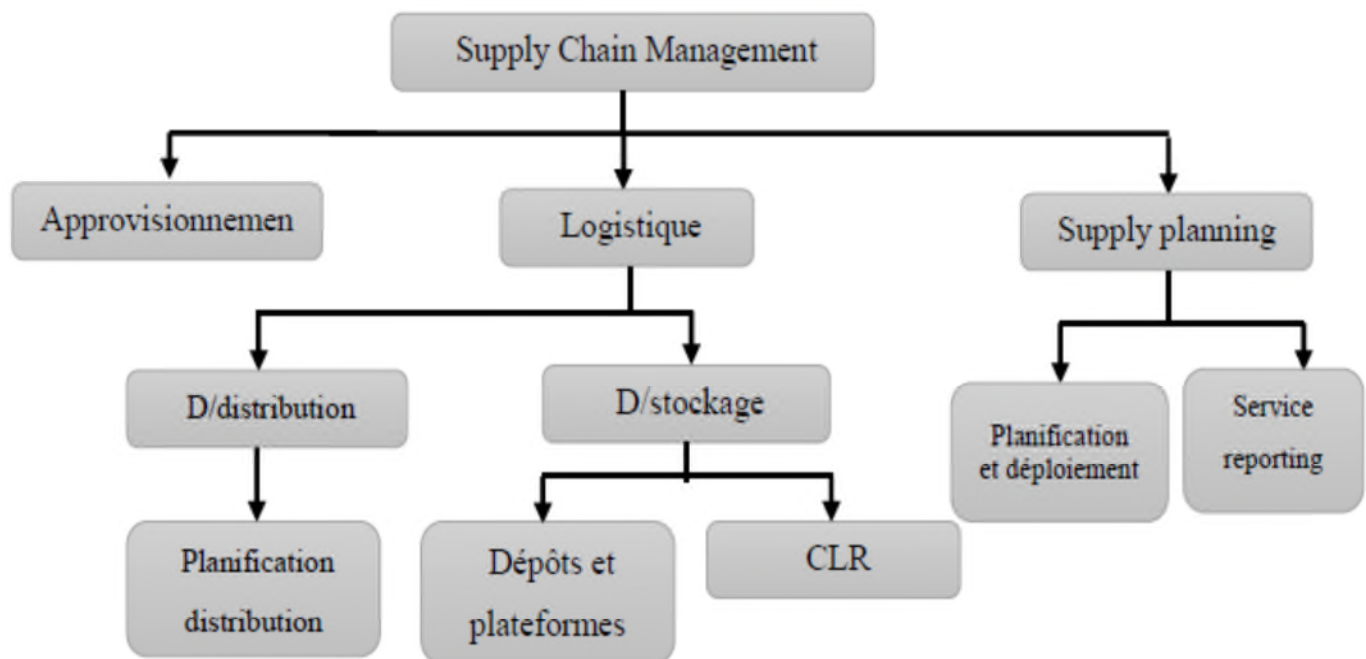 Supply Chain Management
Approvisionnemen
Logistique
Supply planning
D/distribution
D/stockage
Planification
et déploiement
Service
reporting
Planification
distribution
Dépôts et
plateformes
CLR